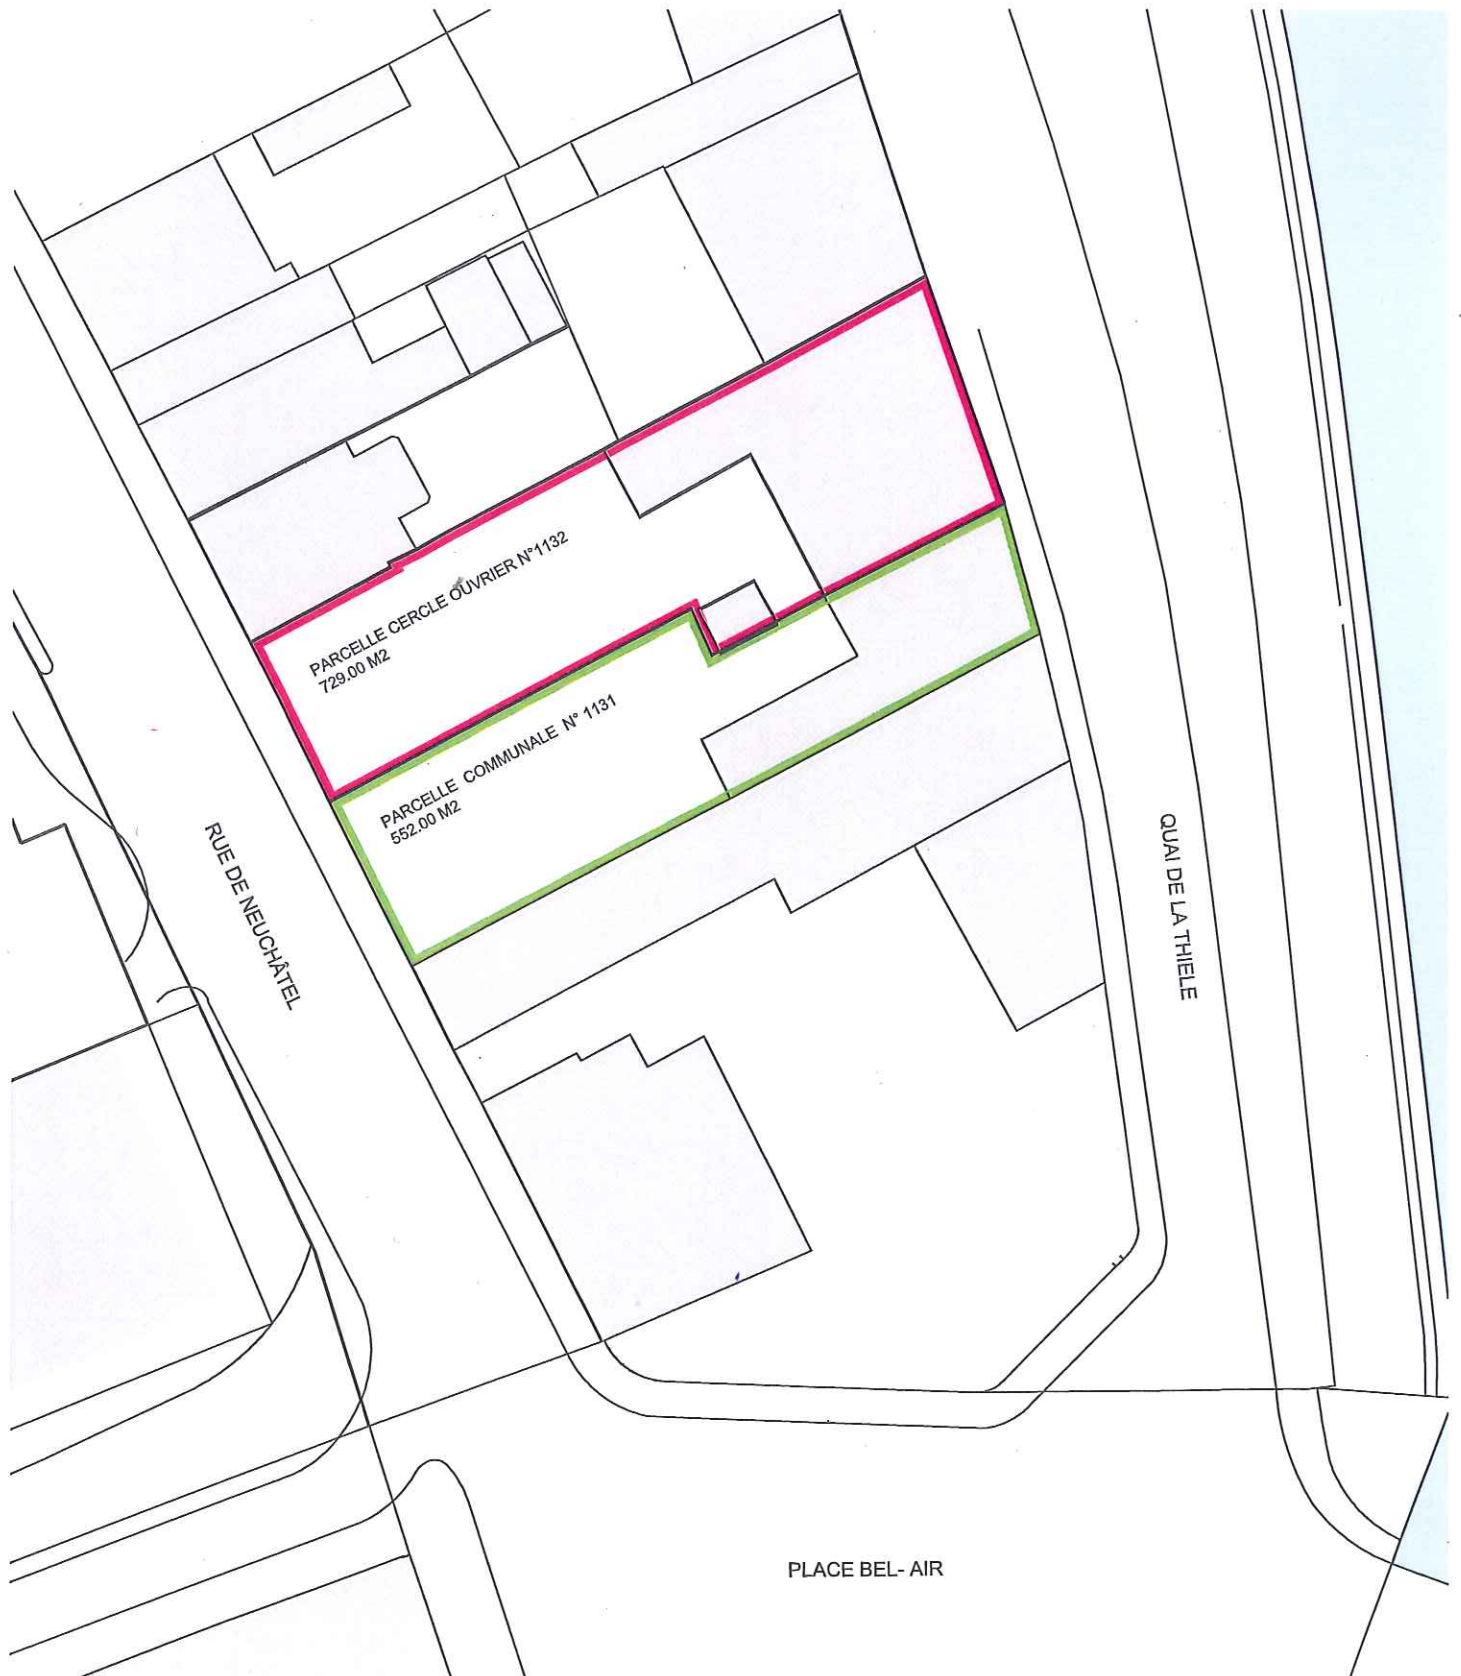 PARCELLE CERCLE OUVRIER N°1132
729.00 M2
PARCELLE COMMUNALE N° 1131
552.00 M2
RUE DE NEUCHÂTEL
QUAI DE LA THIELE
PLACE BEL- AIR